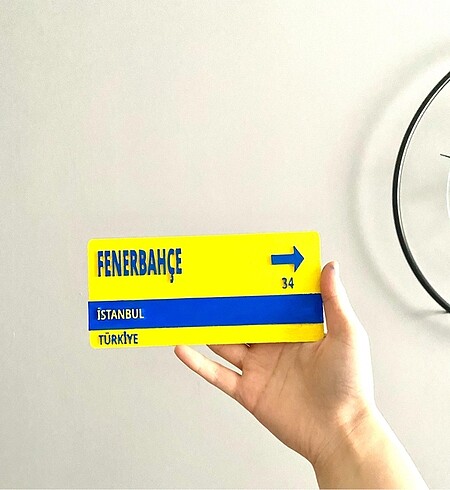 FENERBAHÇE
34
İSTANBUL
TÜRKİYE